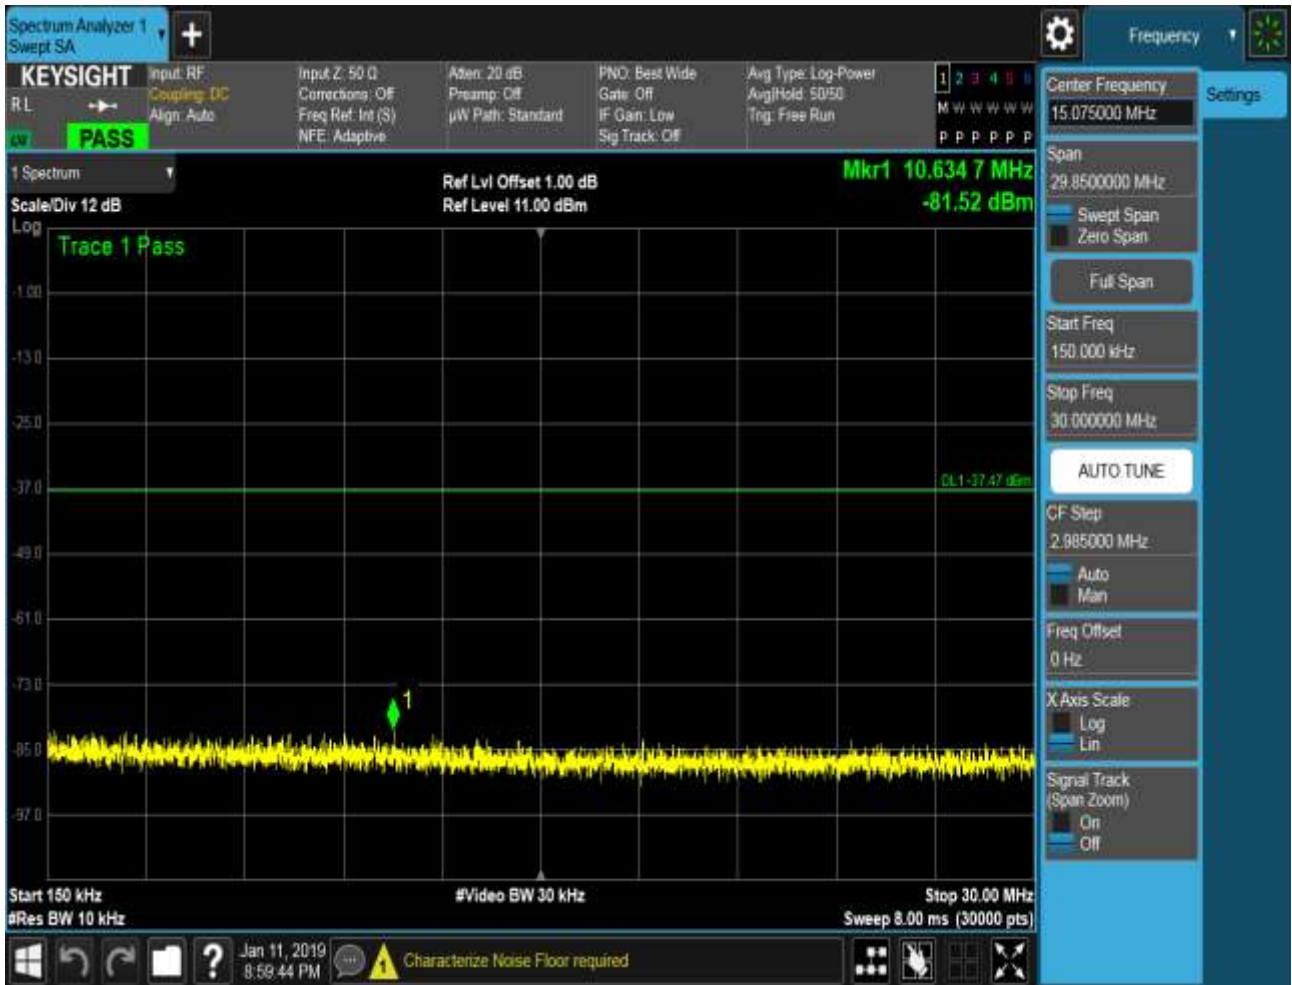 Spectrum Analyzer 1
Swept SA
+
Frequency
KEYSIGHT
R L
PASS
Input: RF
Coupling: DC
Align: Auto
Input Z: 50 Ω
Corrections: Off
Freq Ref: Int (S)
NFE: Adaptive
Atten: 20 dB
Preamp: Off
µW Path: Standard
PNO: Best Wide
Gate: Off
IF Gain: Low
Sig Track: Off
Avg Type: Log-Power
Avg|Hold: 50/50
Trig: Free Run
1 2 3 4 5 6
M W W W W W
P P P P P P
1 Spectrum
Scale/Div 12 dB
Ref Lvl Offset 1.00 dB
Ref Level 11.00 dBm
Mkr1 10.634 7 MHz
-81.52 dBm
Log
Trace 1 Pass
-1.00
-13.0
-25.0
-37.0
DL1 -37.47 dBm
-49.0
-61.0
-73.0
1
-85.0
-97.0
Start 150 kHz
#Video BW 30 kHz
Stop 30.00 MHz
#Res BW 10 kHz
Sweep 8.00 ms (30000 pts)
Center Frequency
15.075000 MHz
Settings
Span
29.8500000 MHz
Swept Span
Zero Span
Full Span
Start Freq
150.000 kHz
Stop Freq
30.000000 MHz
AUTO TUNE
CF Step
2.985000 MHz
Auto
Man
Freq Offset
0 Hz
X Axis Scale
Log
Lin
Signal Track
(Span Zoom)
On
Off
?
Jan 11, 2019
8:59:44 PM
1
Characterize Noise Floor required